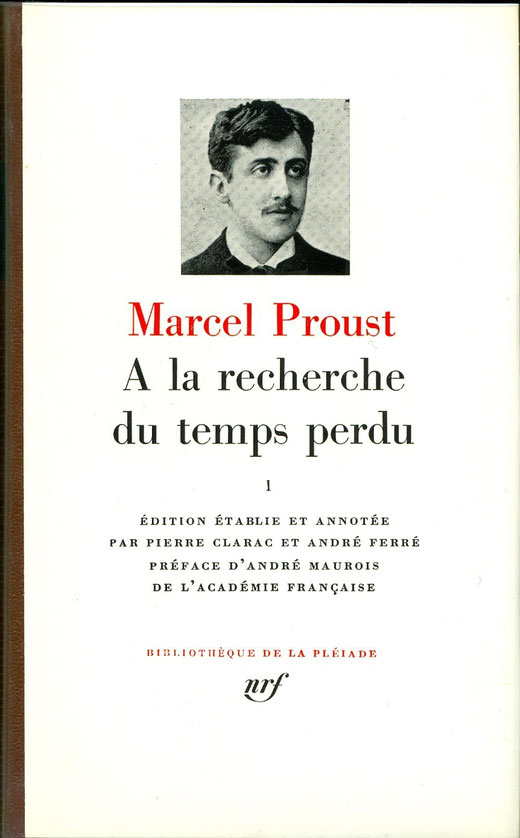 Marcel Proust
A la recherche
du temps perdu
1
ÉDITION ÉTABLIE ET ANNOTÉE
PAR PIERRE CLARAC ET ANDRÉ FERRÉ
PRÉFACE D'ANDRÉ MAUROIS
DE L'ACADÉMIE FRANÇAISE
BIBLIOTHÈQUE DE LA PLÉIADE
nrf